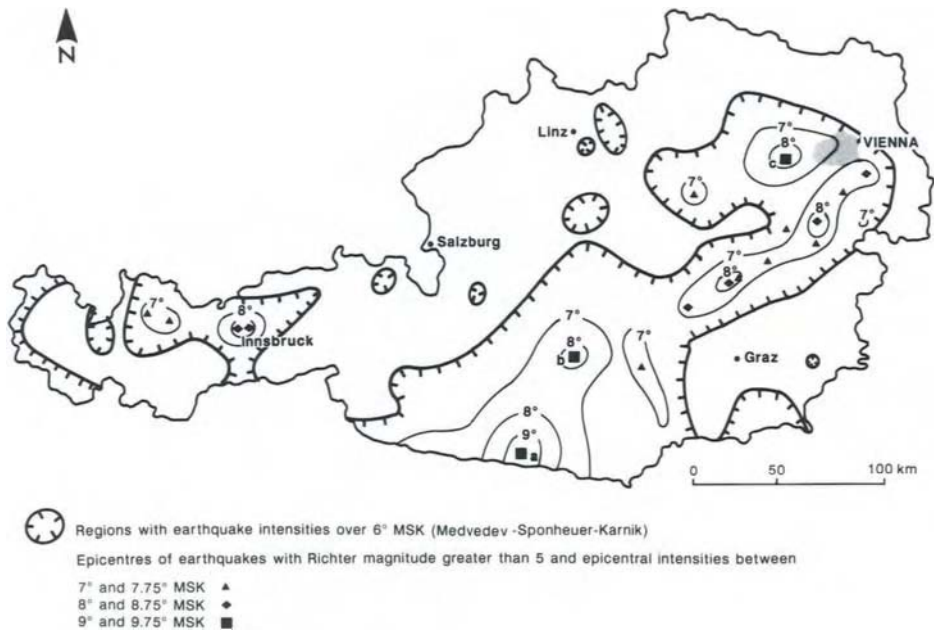 N
7°
8°
Linz
VIENNA
c
7°
8°
7°
Salzburg
7°
8°
7°
8°
Innsbruck
7°
7°
8°
b
Graz
8°
9°
a
0 50 100 km
Regions with earthquake intensities over 6° MSK (Medvedev -Sponheuer-Karnik)
Epicentres of earthquakes with Richter magnitude greater than 5 and epicentral intensities between
7° and 7.75° MSK
8° and 8.75° MSK
9° and 9.75° MSK